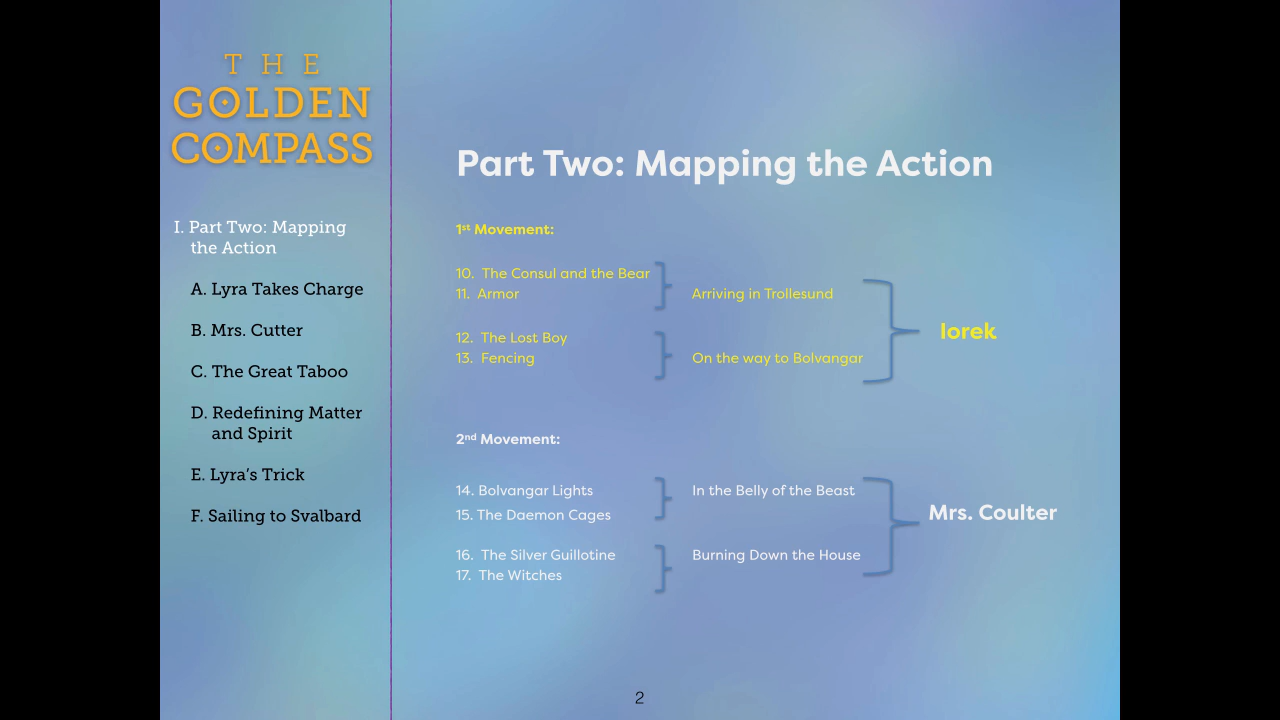 THE
GOLDEN
COMPASS
I. Part Two: Mapping
the Action
A. Lyra Takes Charge
B. Mrs. Cutter
C. The Great Taboo
D. Redefining Matter
and Spirit
E. Lyra's Trick
F. Sailing to Svalbard
Part Two: Mapping the Action
1st Movement:
10. The Consul and the Bear
11. Armor
Arriving in Trollesund
12. The Lost Boy
13. Fencing
On the way to Bolvangar
Iorek
2nd Movement:
14. Bolvangar Lights
15. The Daemon Cages
In the Belly of the Beast
16. The Silver Guillotine
17. The Witches
Burning Down the House
Mrs. Coulter
2